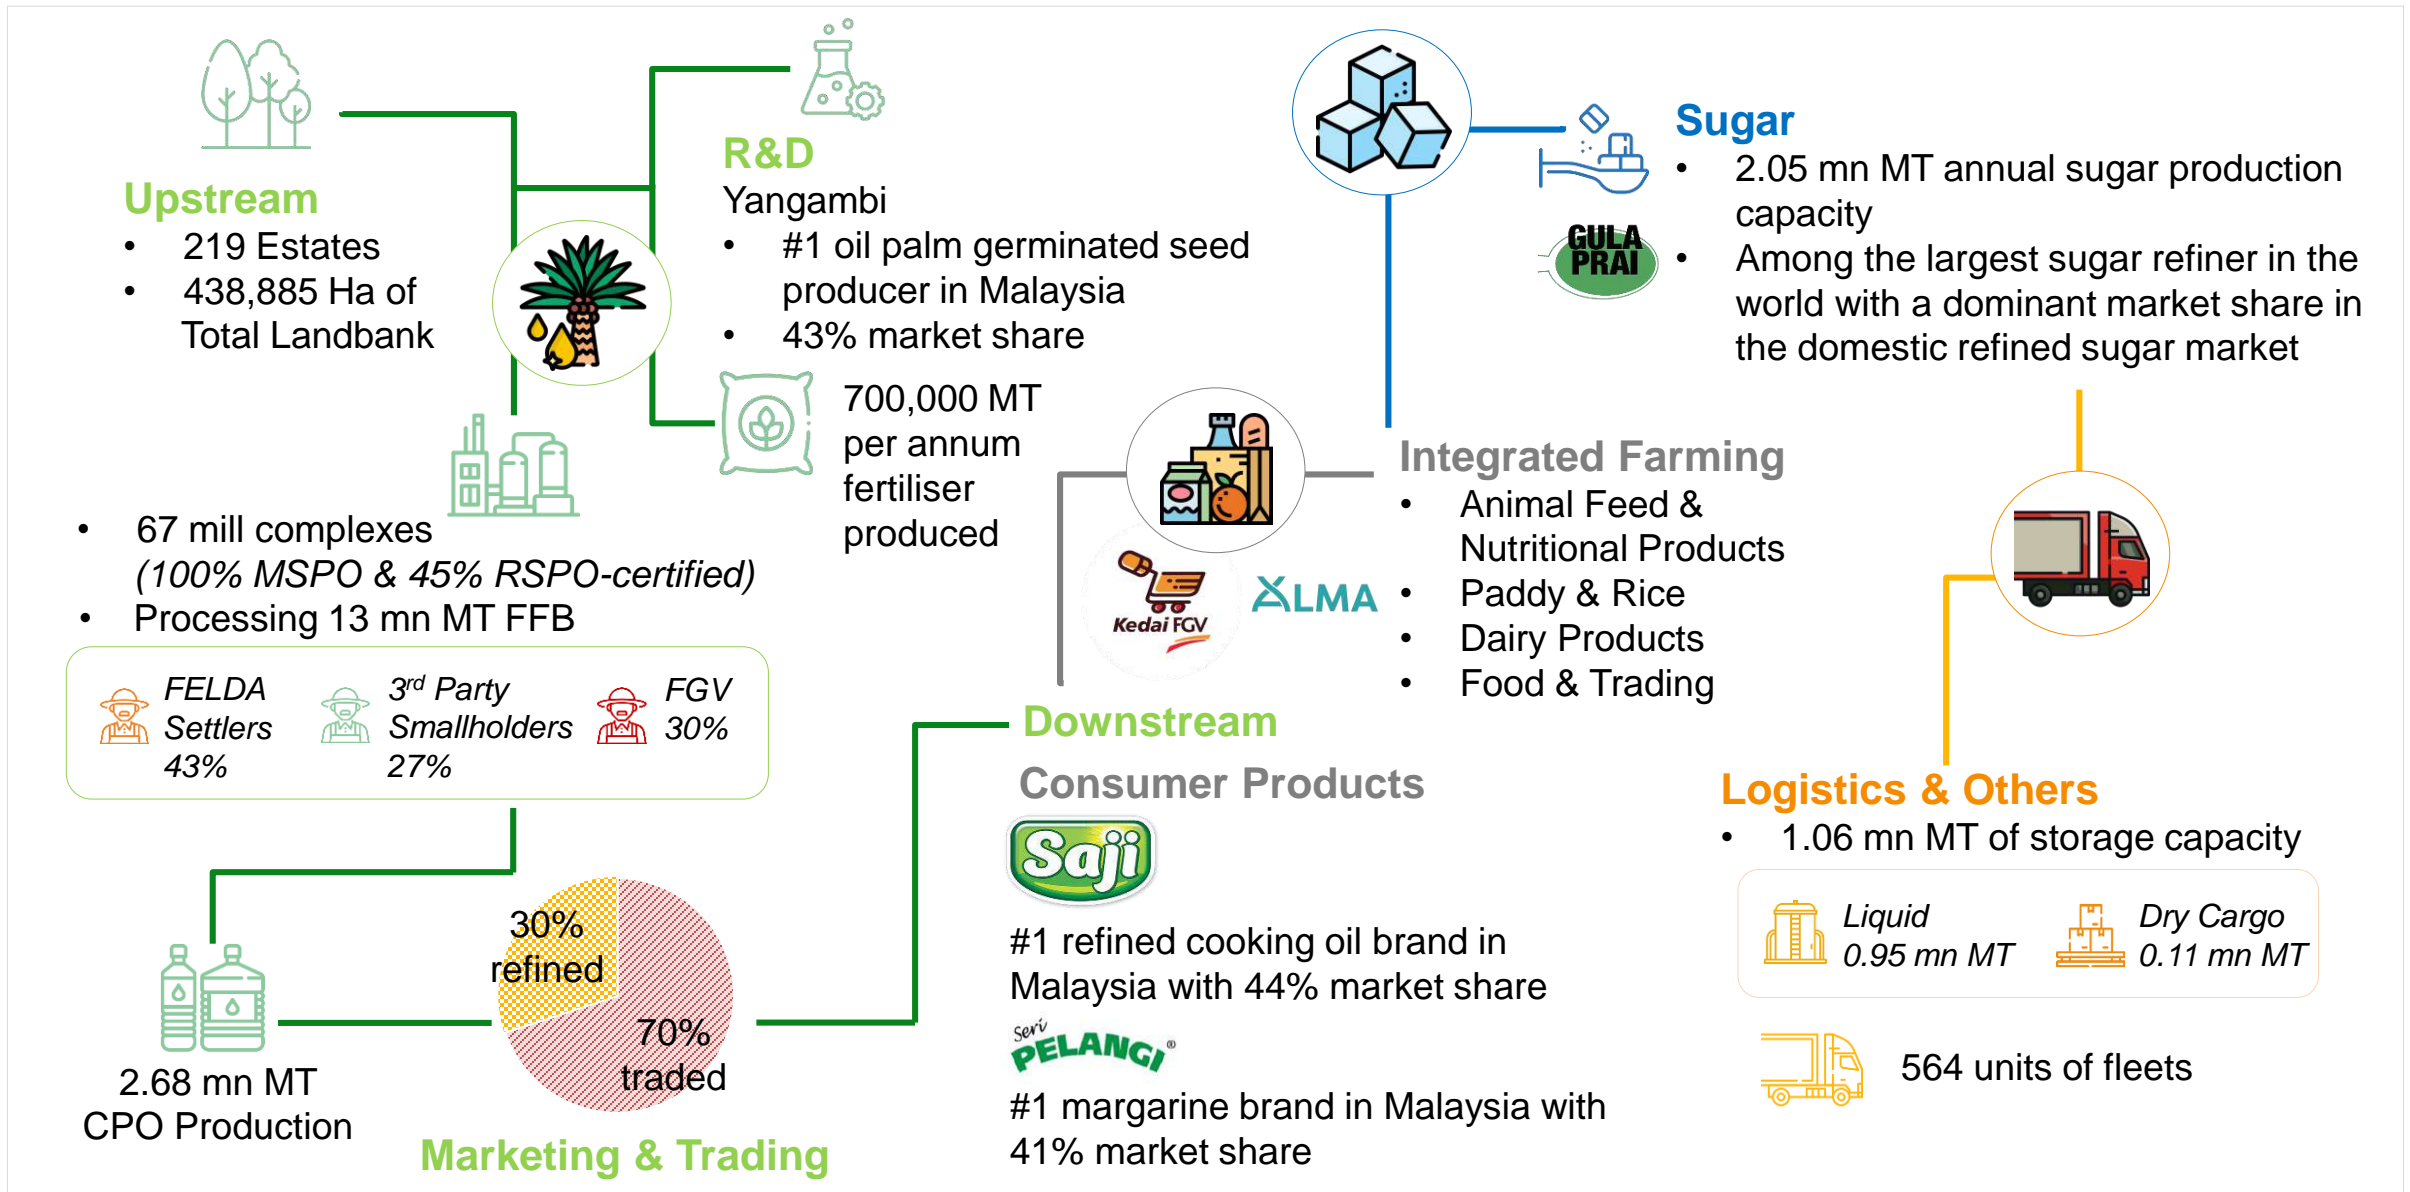 Upstream
• 219 Estates
• 438,885 Ha of
Total Landbank
R&D
Yangambi
• #1 oil palm germinated seed
producer in Malaysia
• 43% market share
700,000 MT
per annum
fertiliser
produced
• 67 mill complexes
(100% MSPO & 45% RSPO-certified)
• Processing 13 mn MT FFB
FELDA
Settlers
43%
3rd Party
Smallholders
27%
FGV
30%
2.68 mn MT
CPO Production
30%
refined
70%
traded
Marketing & Trading
Sugar
• 2.05 mn MT annual sugar production
capacity
• Among the largest sugar refiner in the
world with a dominant market share in
the domestic refined sugar market
GULA
PRAI
Integrated Farming
• Animal Feed &
Nutritional Products
• Paddy & Rice
• Dairy Products
• Food & Trading
Kedai FGV
ALMA
Downstream
Consumer Products
Saji
#1 refined cooking oil brand in
Malaysia with 44% market share
Seri
PELANGI®
#1 margarine brand in Malaysia with
41% market share
Logistics & Others
• 1.06 mn MT of storage capacity
Liquid
0.95 mn MT
Dry Cargo
0.11 mn MT
564 units of fleets